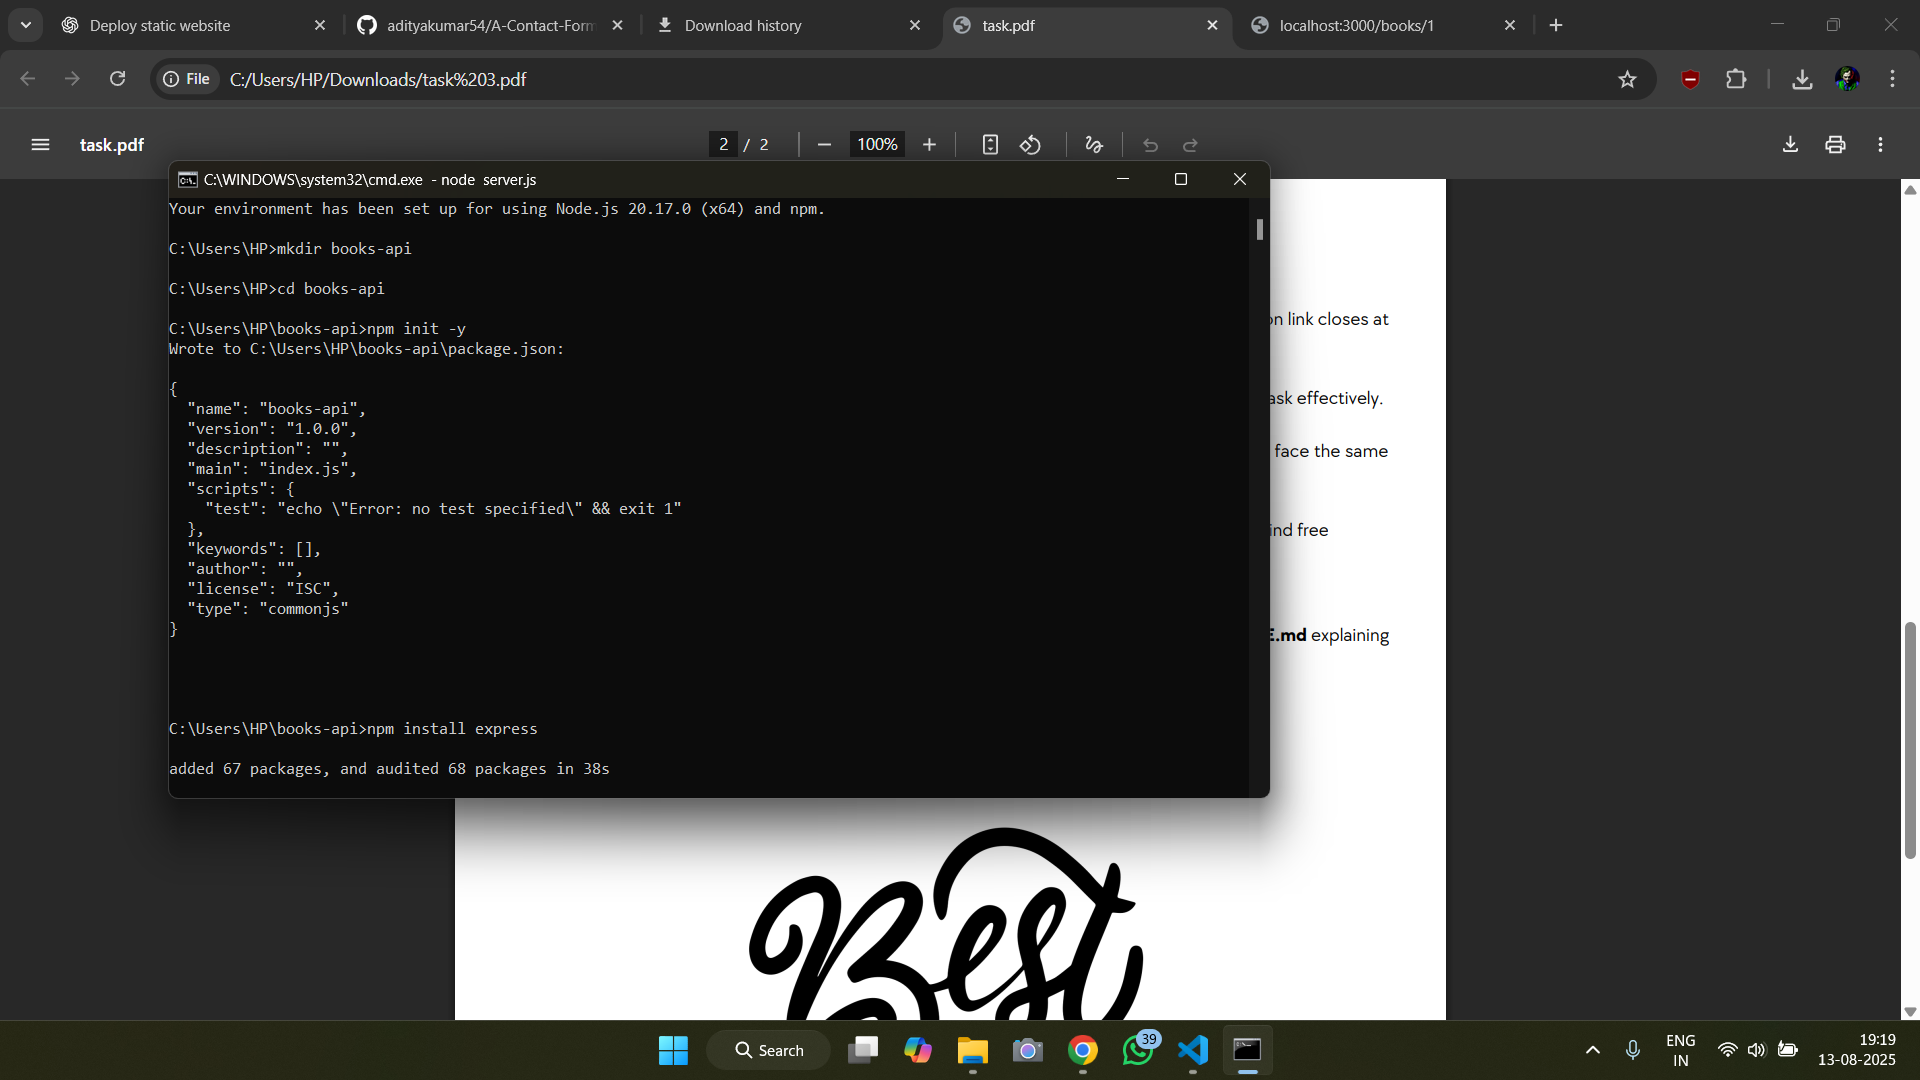 Deploy static website
adityakumar54/A-Contact-Form
Download history
task.pdf
localhost:3000/books/1
File
C:/Users/HP/Downloads/task%203.pdf
task.pdf
2 / 2
100%
C:\WINDOWS\system32\cmd.exe - node server.js
Your environment has been set up for using Node.js 20.17.0 (x64) and npm.
C:\Users\HP>mkdir books-api
C:\Users\HP>cd books-api
C:\Users\HP\books-api>npm init -y
Wrote to C:\Users\HP\books-api\package.json:
{
"name": "books-api",
"version": "1.0.0",
"description": "",
"main": "index.js",
"scripts": {
"test": "echo \"Error: no test specified\" && exit 1"
},
"keywords": [],
"author": "",
"license": "ISC",
"type": "commonjs"
}
C:\Users\HP\books-api>npm install express
added 67 packages, and audited 68 packages in 38s
on link closes at
ask effectively.
face the same
ind free
E.md explaining
Best
Search
39
ENG
IN
19:19
13-08-2025